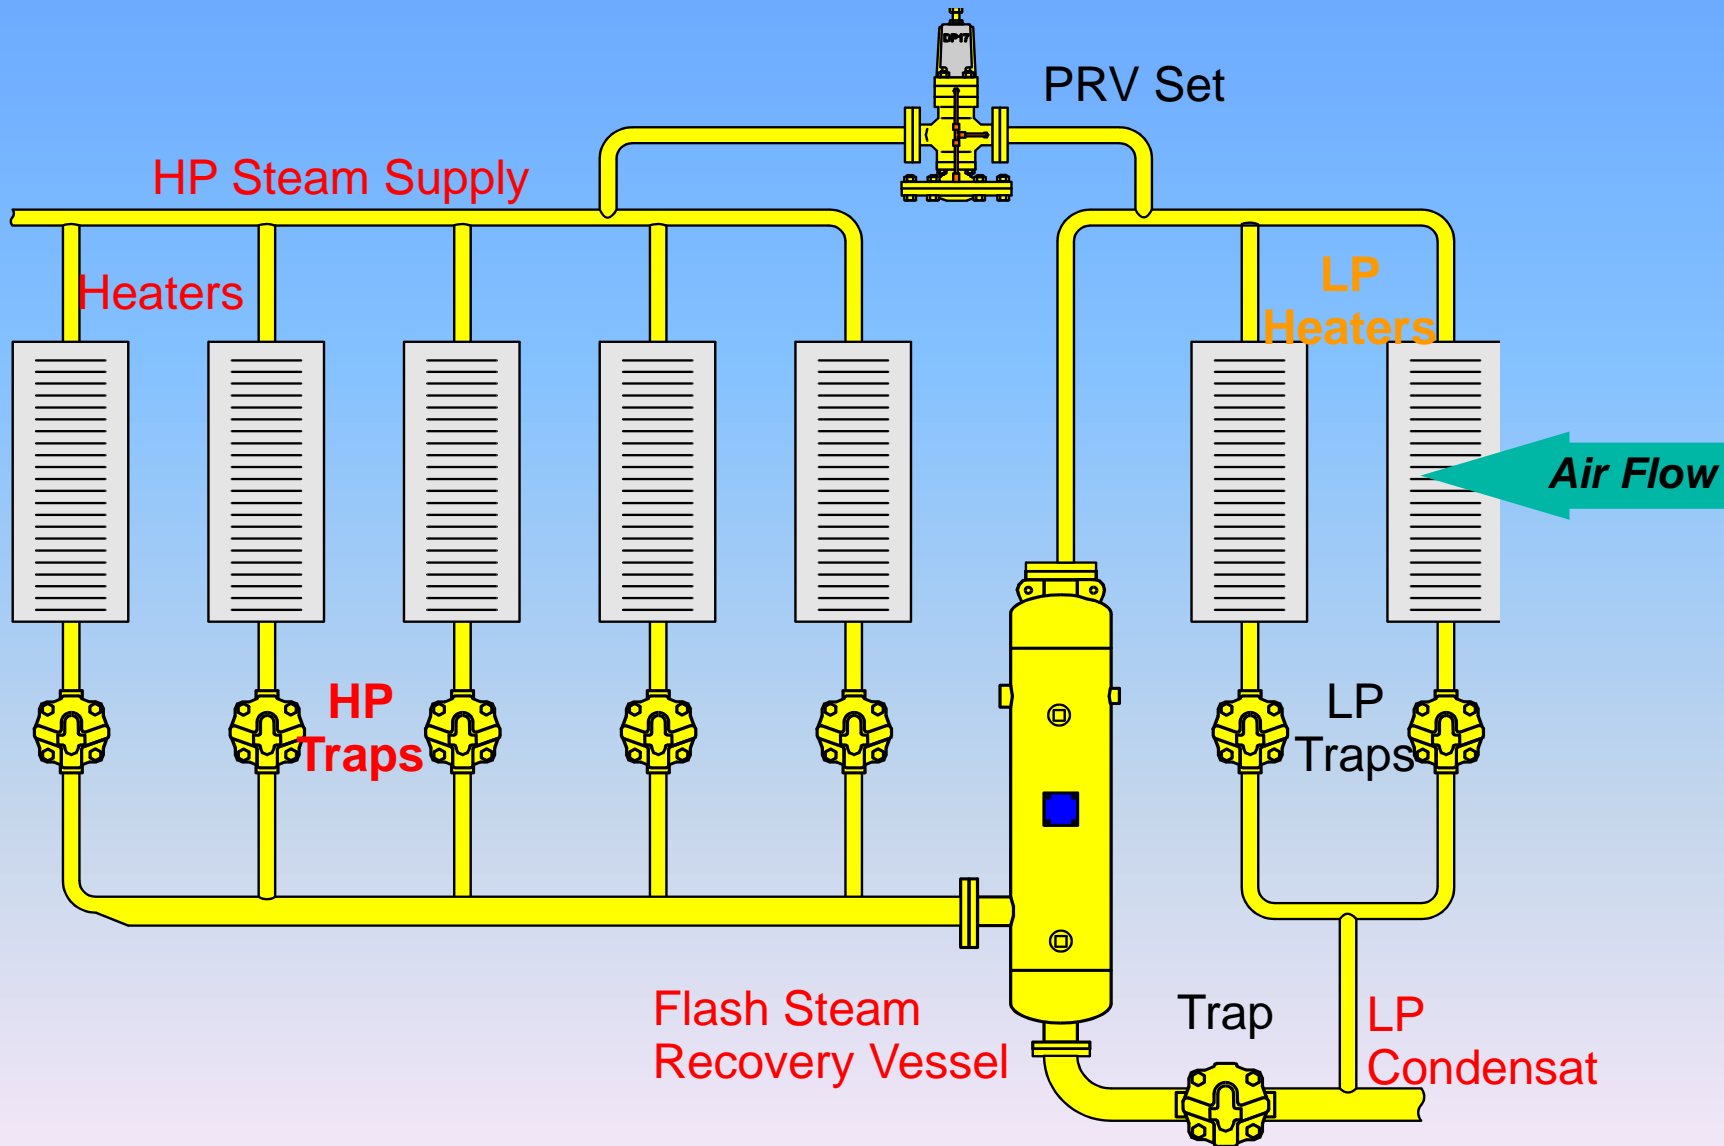 DP17
PRV Set
HP Steam Supply
Heaters
LP
Heaters
Air Flow
HP
Traps
LP
Traps
Flash Steam
Recovery Vessel
Trap
LP
Condensat